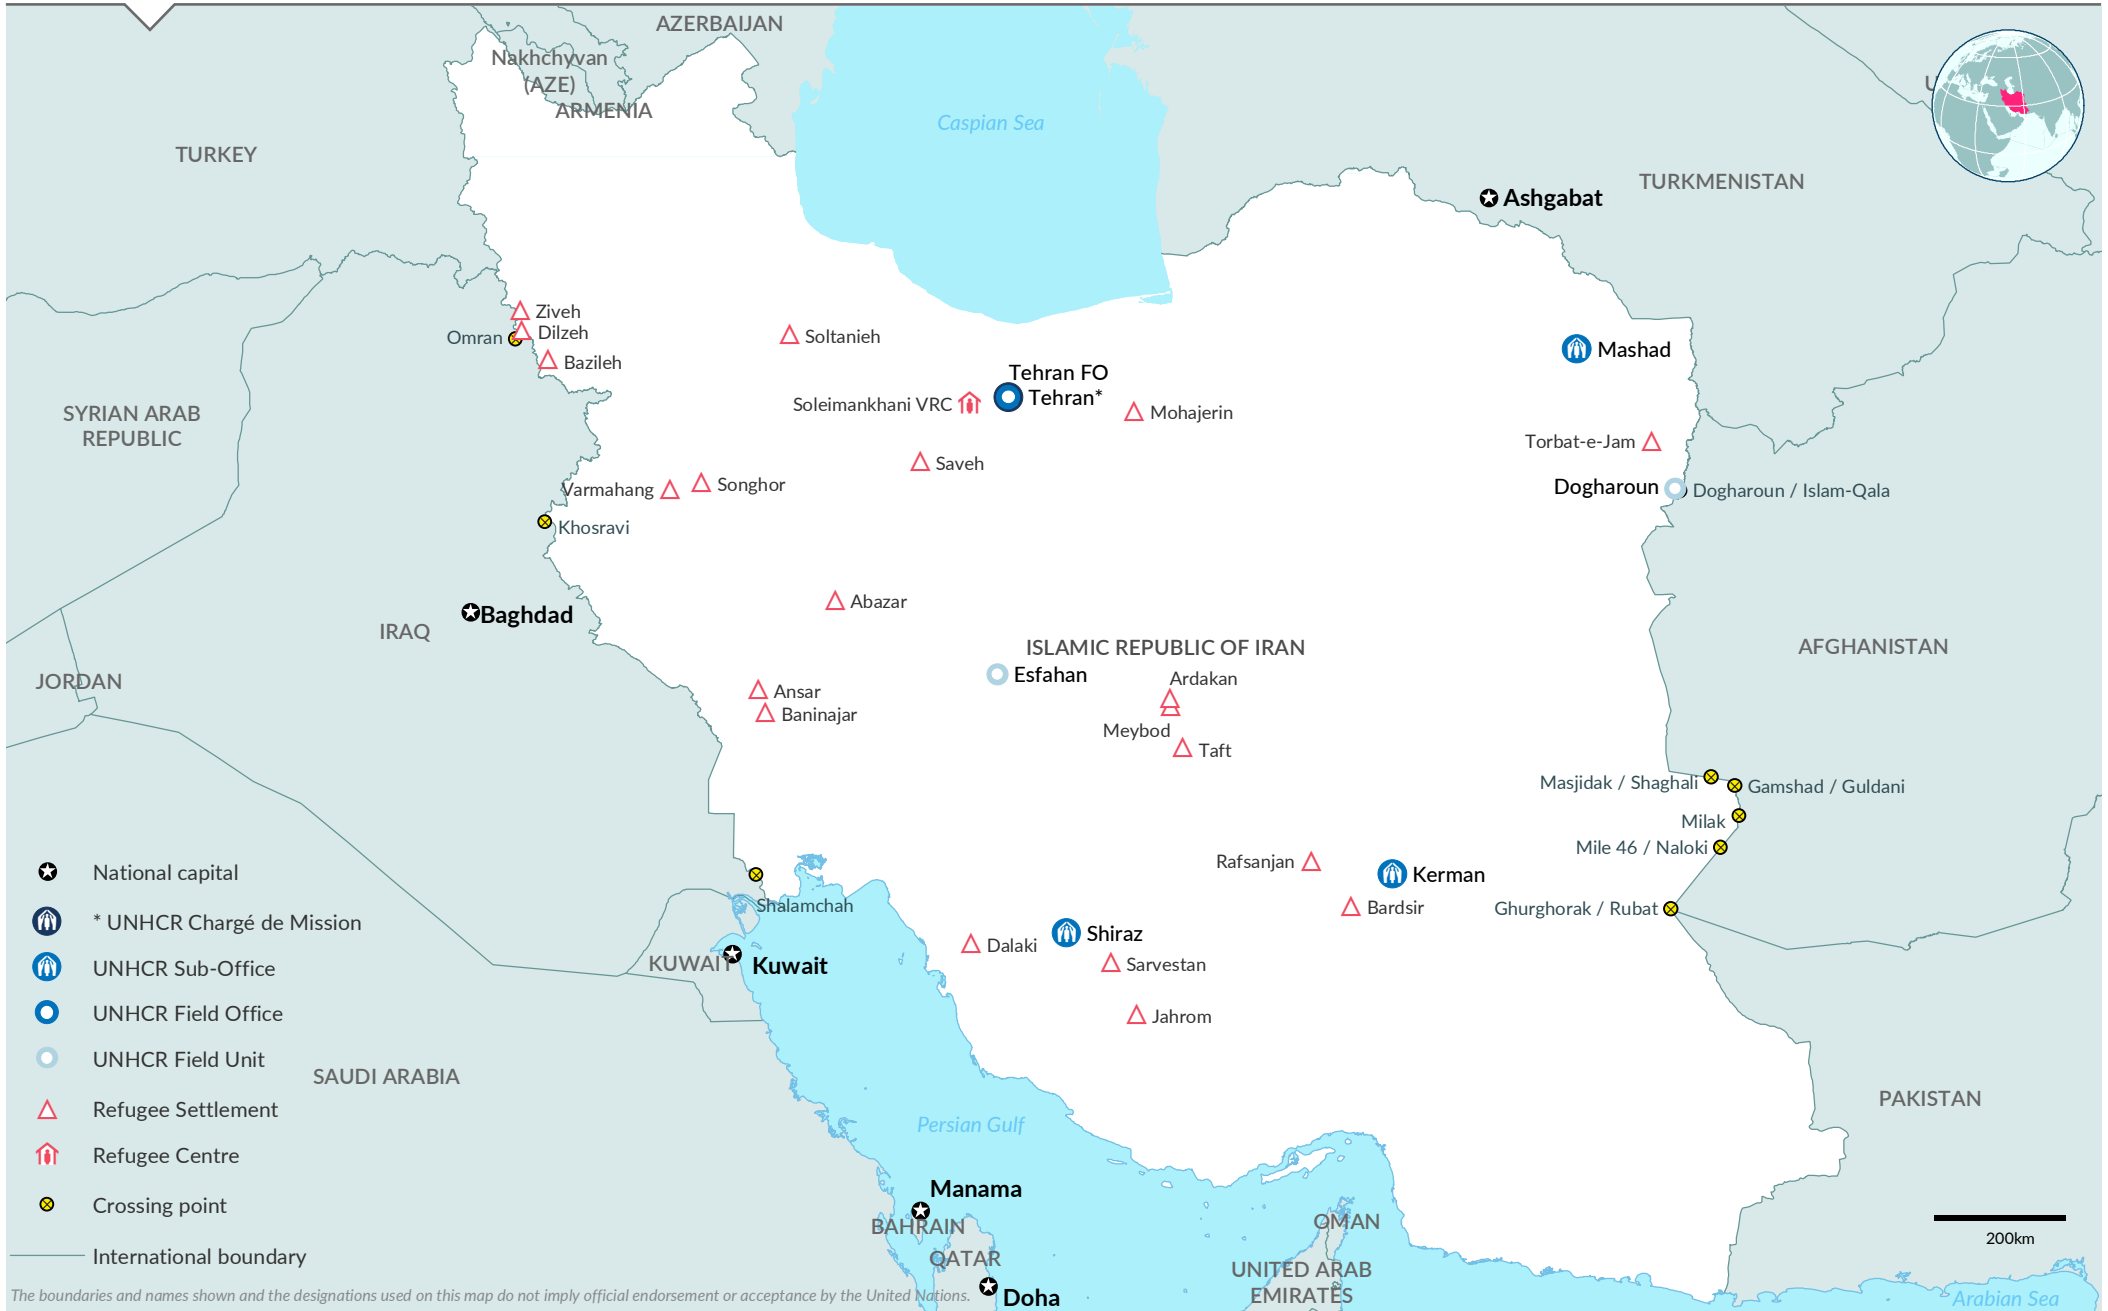 AZERBAIJAN
Nakhchyvan
(AZE)
ARMENIA
TURKEY
Caspian Sea
TURKMENISTAN
Ashgabat
Ziveh
Dilzeh
Omran
Bazileh
Soltanieh
Mashad
Tehran FO
Tehran*
Soleimankhani VRC
Mohajerin
SYRIAN ARAB
REPUBLIC
Torbat-e-Jam
Saveh
Varmahang
Songhor
Dogharoun
Dogharoun / Islam-Qala
Khosravi
Abazar
Baghdad
IRAQ
ISLAMIC REPUBLIC OF IRAN
AFGHANISTAN
Esfahan
Ardakan
JORDAN
Ansar
Baninajar
Meybod
Taft
Masjidak / Shaghali
Gamshad / Guldani
Milak
Mile 46 / Naloki
Rafsanjan
Kerman
Bardsir
Ghurghorak / Rubat
Shalamchah
Shiraz
Dalaki
Sarvestan
KUWAIT
Kuwait
Jahrom
SAUDI ARABIA
PAKISTAN
Persian Gulf
Manama
BAHRAIN
QATAR
Doha
OMAN
UNITED ARAB
EMIRATES
Arabian Sea
200km
National capital
* UNHCR Chargé de Mission
UNHCR Sub-Office
UNHCR Field Office
UNHCR Field Unit
Refugee Settlement
Refugee Centre
Crossing point
International boundary
The boundaries and names shown and the designations used on this map do not imply official endorsement or acceptance by the United Nations.